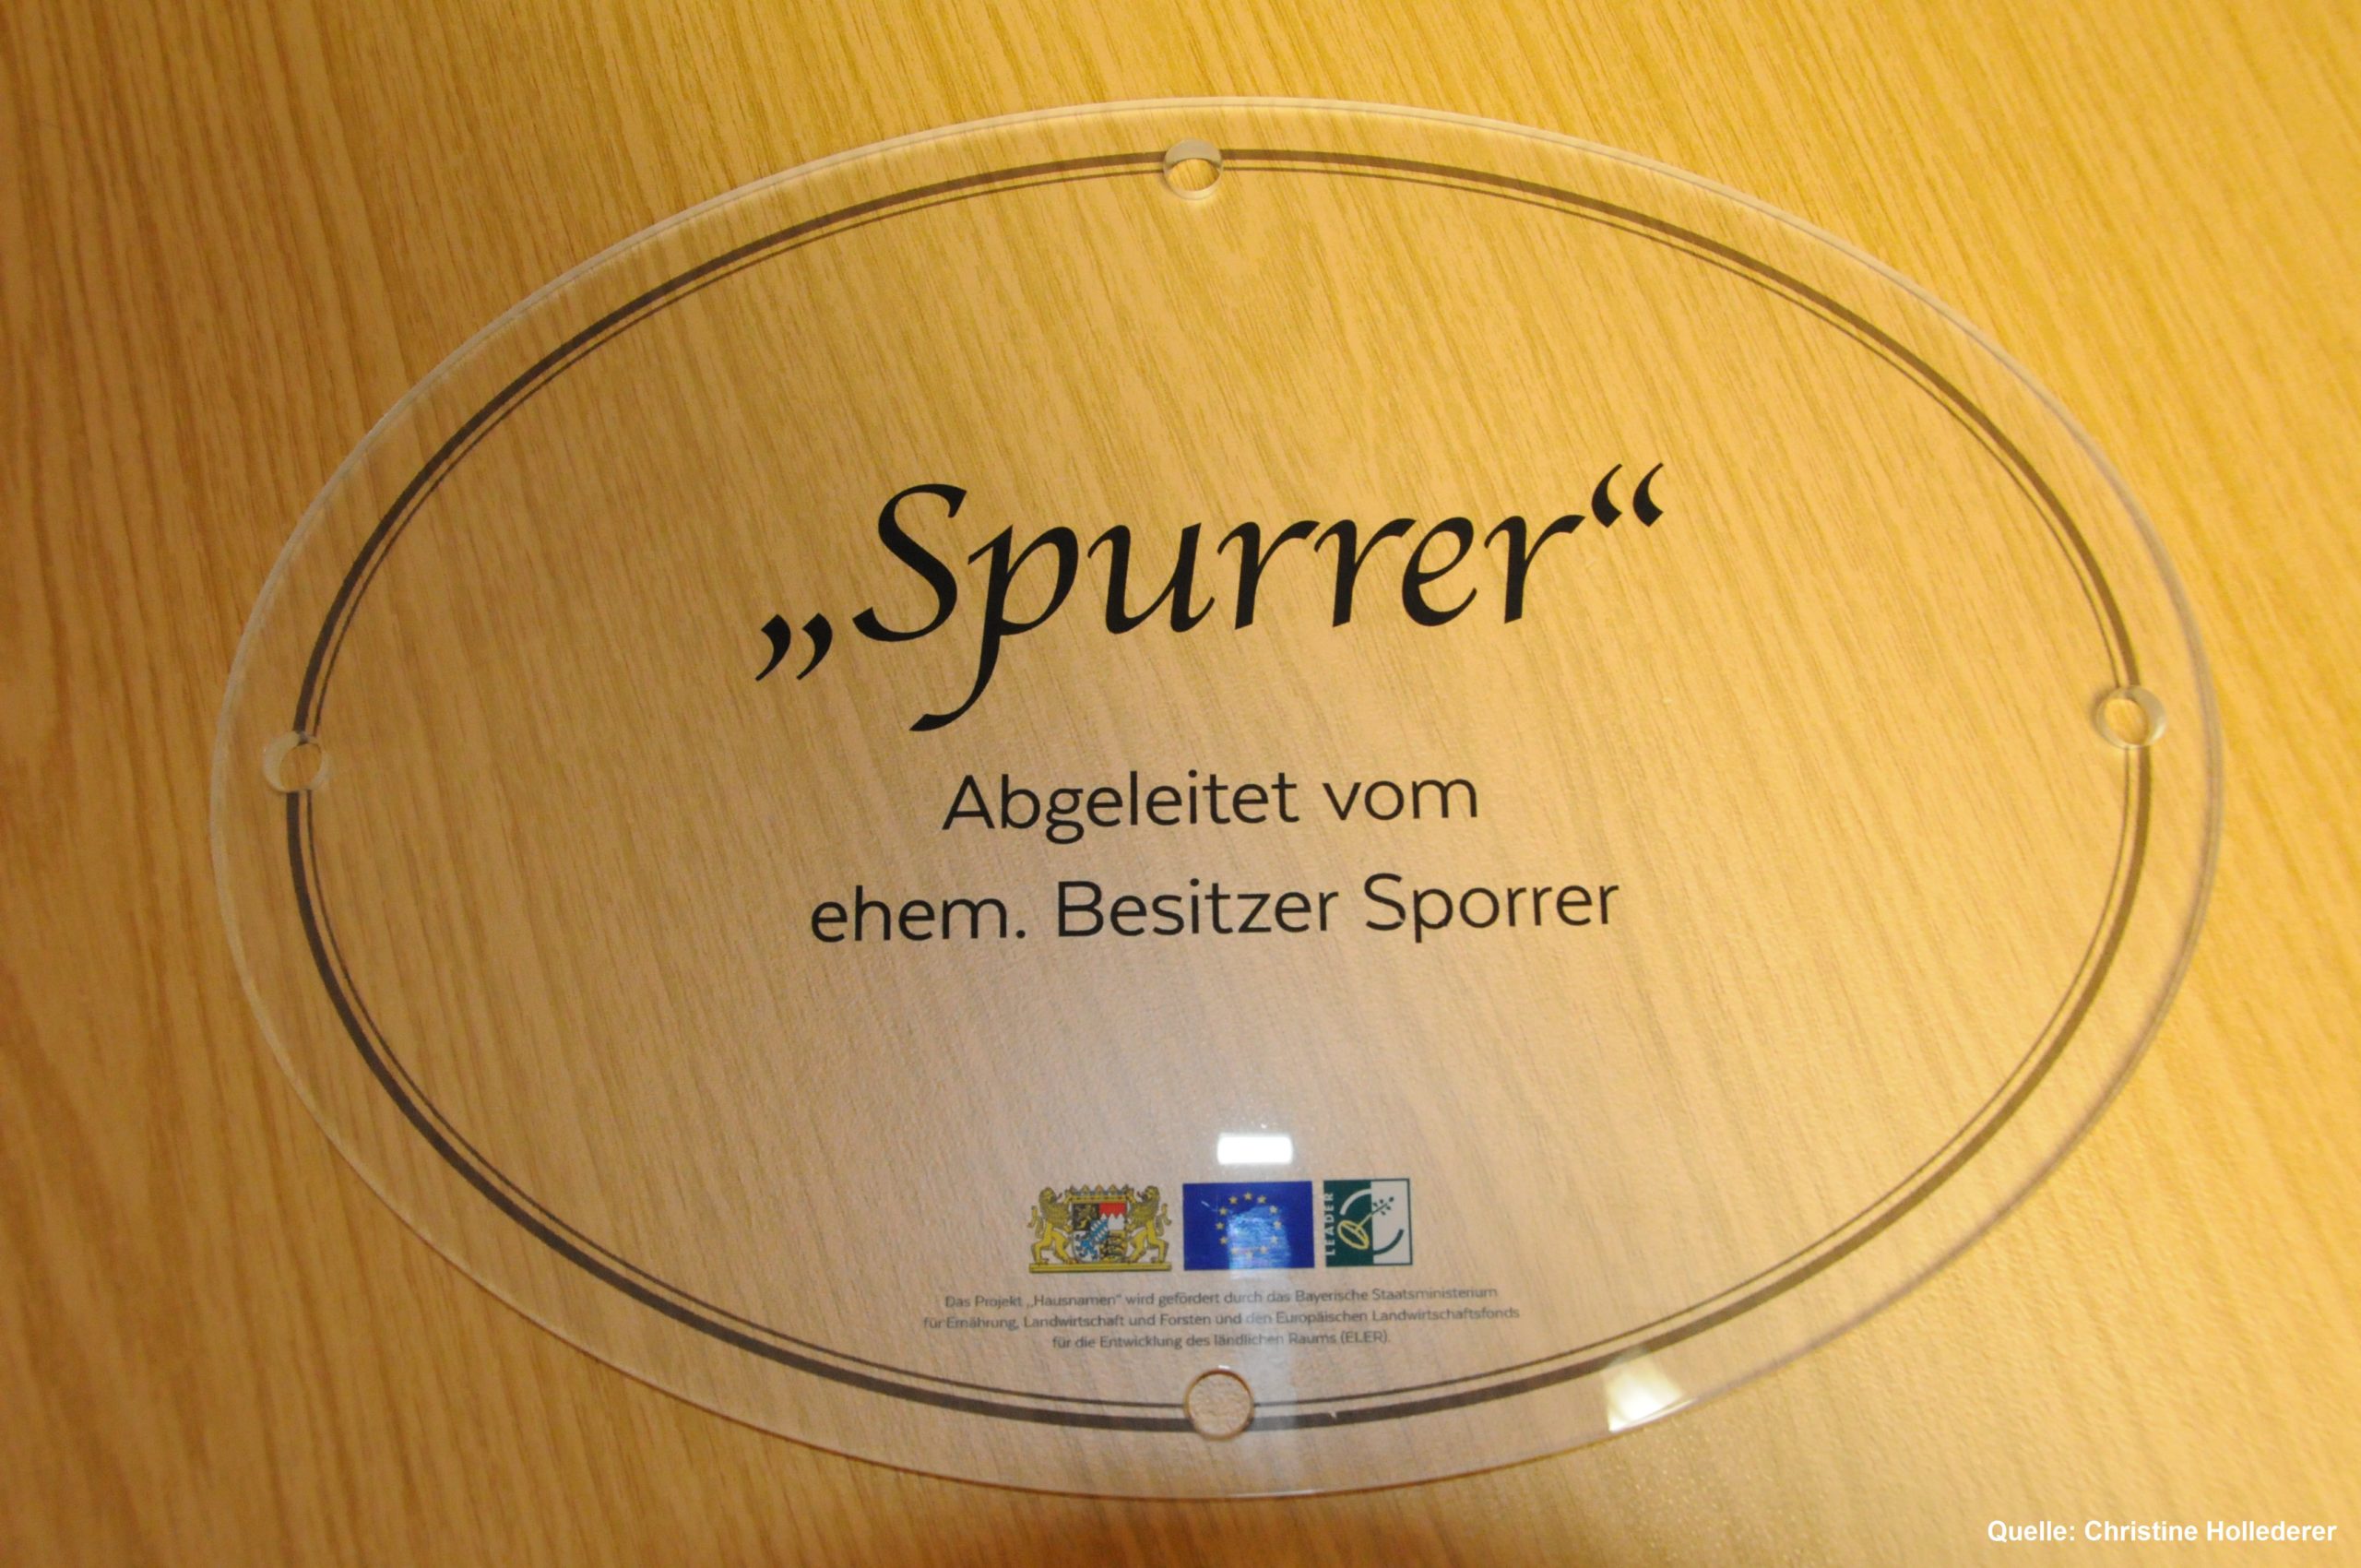 „Spurrer“
Abgeleitet vom
ehem. Besitzer Sporrer
LEADER
Das Projekt „Hausnamen“ wird gefördert durch das Bayerische Staatsministerium
für Ernährung, Landwirtschaft und Forsten und den Europäischen Landwirtschaftsfonds
für die Entwicklung des ländlichen Raums (ELER).
Quelle: Christine Hollederer